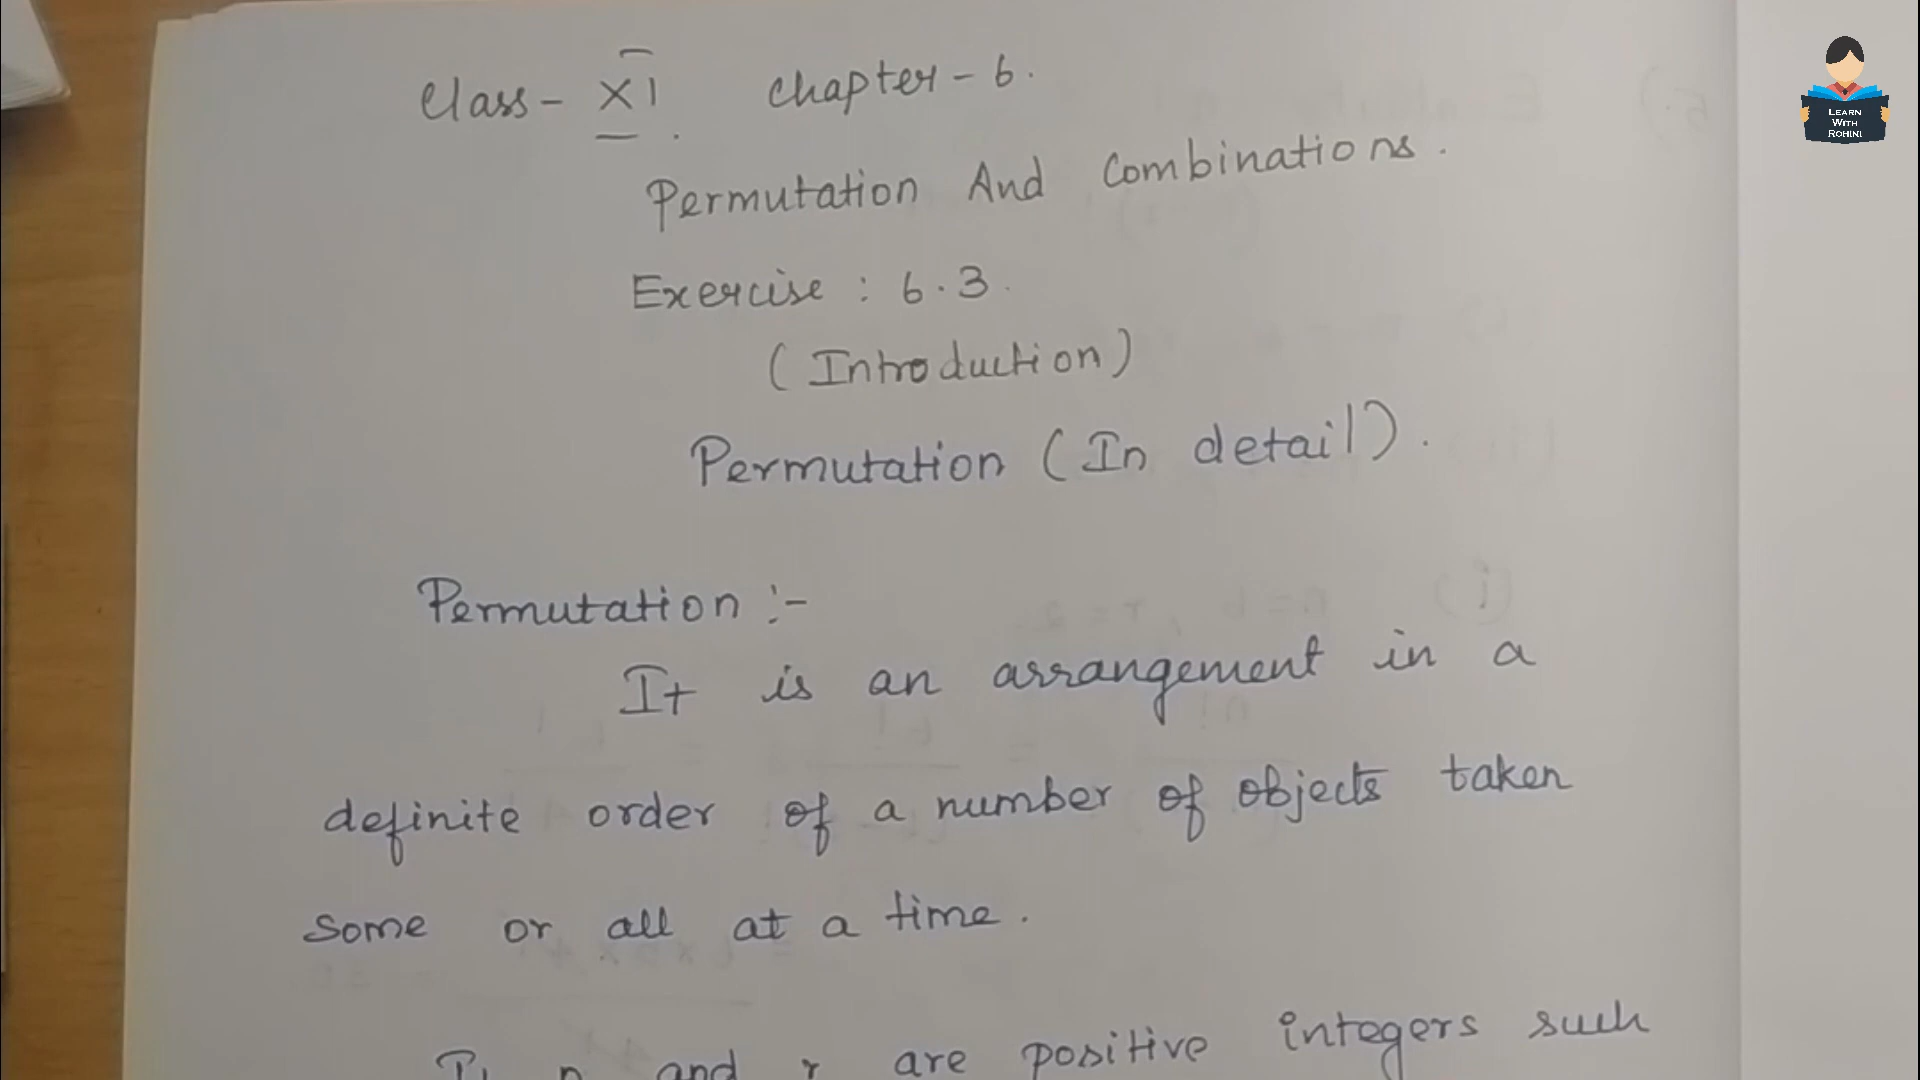 Class - XI. Chapter - 6.
Permutation And Combinations.
Exercise : 6.3.
(Introduction)
Permutation (In detail).
Permutation :-
It is an arrangement in a
definite order of a number of objects taken
some or all at a time.
n and r are positive integers such
LEARN
WITH
ROHINI